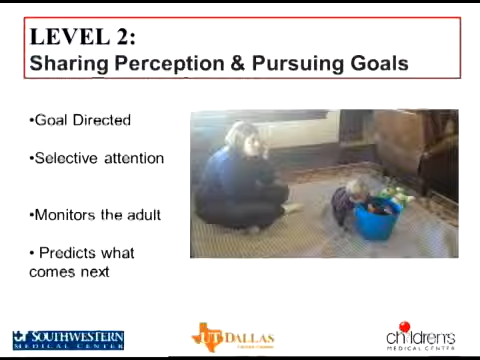 LEVEL 2:
Sharing Perception & Pursuing Goals
•Goal Directed
•Selective attention
•Monitors the adult
• Predicts what
comes next
SOUTHWESTERN
MEDICAL CENTER
UT DALLAS
children's
MEDICAL CENTER